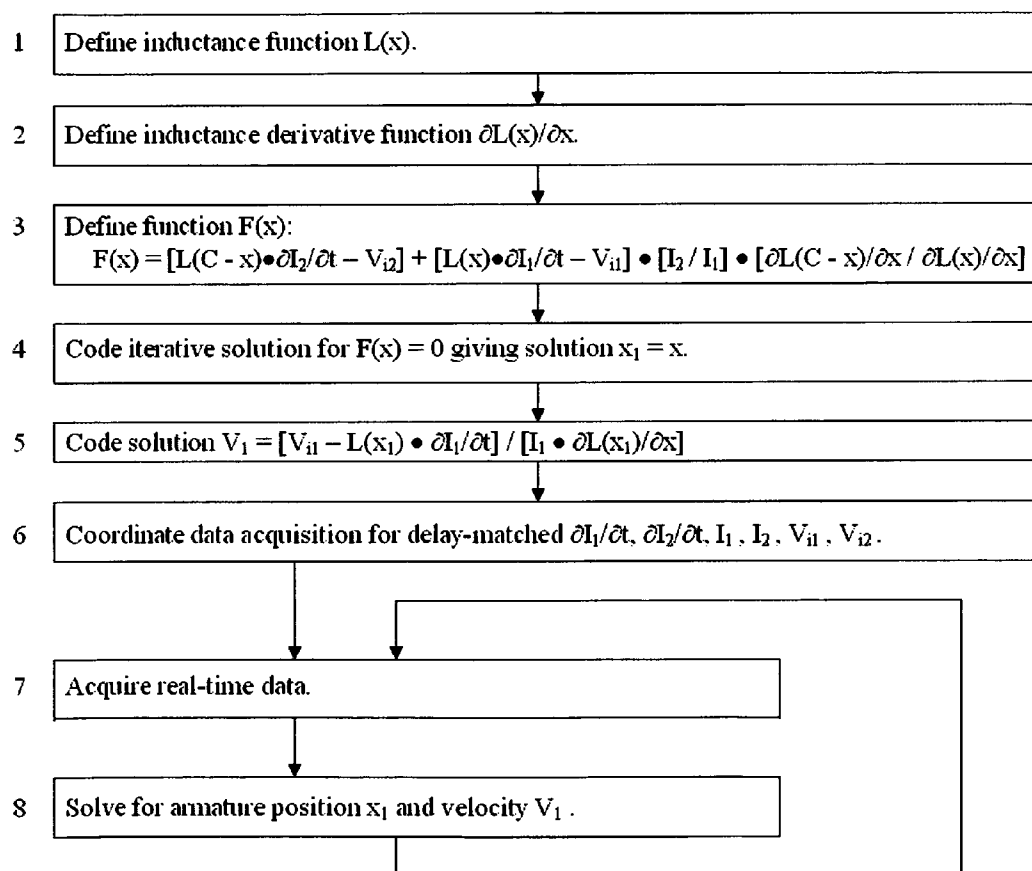 1 Define inductance function L(x).
2 Define inductance derivative function ∂L(x)/∂x.
3 Define function F(x):
F(x) = [L(C - x)•∂I₂/∂t – Vᵢ₂] + [L(x)•∂I₁/∂t – Vᵢ₁] • [I₂ / I₁] • [∂L(C - x)/∂x / ∂L(x)/∂x]
4 Code iterative solution for F(x) = 0 giving solution x₁ = x.
5 Code solution V₁ = [Vᵢ₁ – L(x₁) • ∂I₁/∂t] / [I₁ • ∂L(x₁)/∂x]
6 Coordinate data acquisition for delay-matched ∂I₁/∂t, ∂I₂/∂t, I₁ , I₂ , Vᵢ₁ , Vᵢ₂ .
7 Acquire real-time data.
8 Solve for armature position x₁ and velocity V₁ .